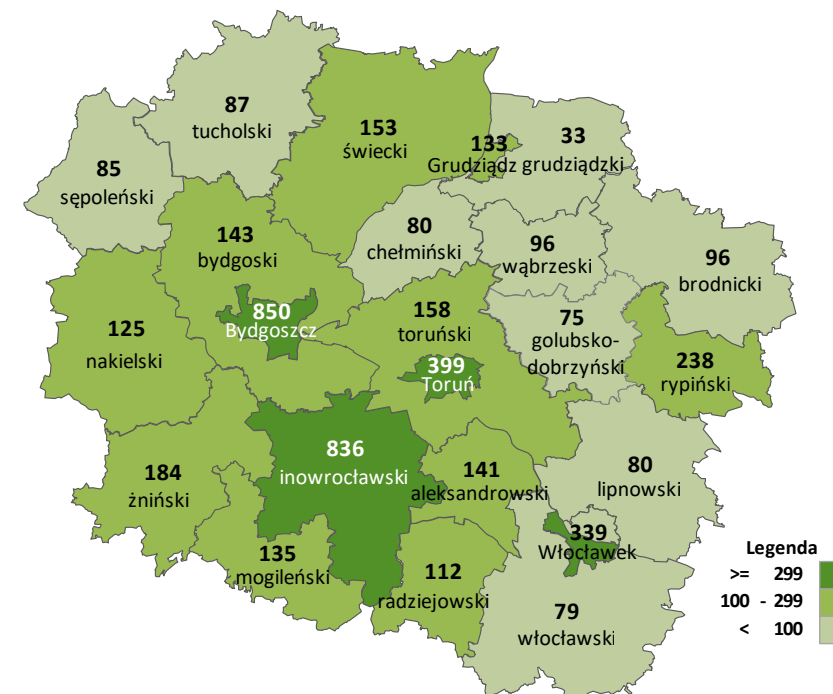 87
tucholski
153
świecki
133
Grudziądz
33
grudziądzki
85
sępoleński
143
bydgoski
80
chełmiński
96
wąbrzeski
96
brodnicki
850
Bydgoszcz
125
nakielski
158
toruński
75
golubsko-
dobrzyński
399
Toruń
238
rypiński
836
inowrocławski
184
żniński
141
aleksandrowski
80
lipnowski
339
Włocławek
135
mogileński
112
radziejowski
79
włocławski
Legenda
>= 299
100 - 299
< 100